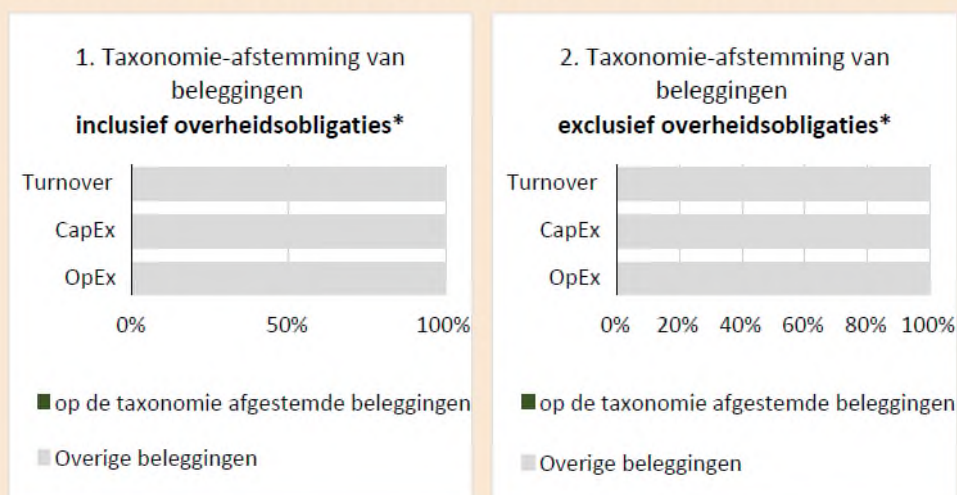 1. Taxonomie-afstemming van
beleggingen
inclusief overheidsobligaties*
Turnover
CapEx
OpEx
0% 50% 100%
op de taxonomie afgestemde beleggingen
Overige beleggingen
2. Taxonomie-afstemming van
beleggingen
exclusief overheidsobligaties*
Turnover
CapEx
OpEx
0% 20% 40% 60% 80% 100%
op de taxonomie afgestemde beleggingen
Overige beleggingen